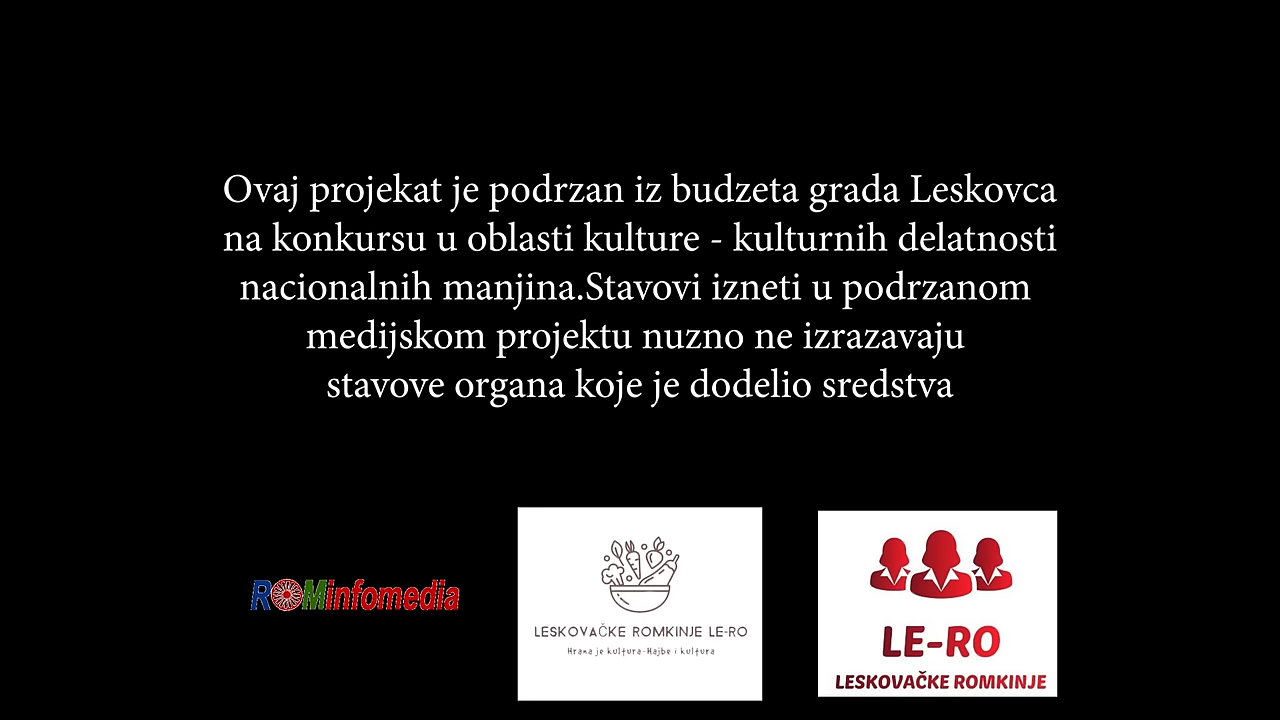 Ovaj projekat je podrzan iz budzeta grada Leskovca
na konkursu u oblasti kulture - kulturnih delatnosti
nacionalnih manjina.Stavovi izneti u podrzanom
medijskom projektu nuzno ne izrazavaju
stavove organa koje je dodelio sredstva
ROMinfomedia
LESKOVAČKE ROMKINJE LE-RO
Hrana je kultura-Hajbe i kultura
LE-RO
LESKOVAČKE ROMKINJE